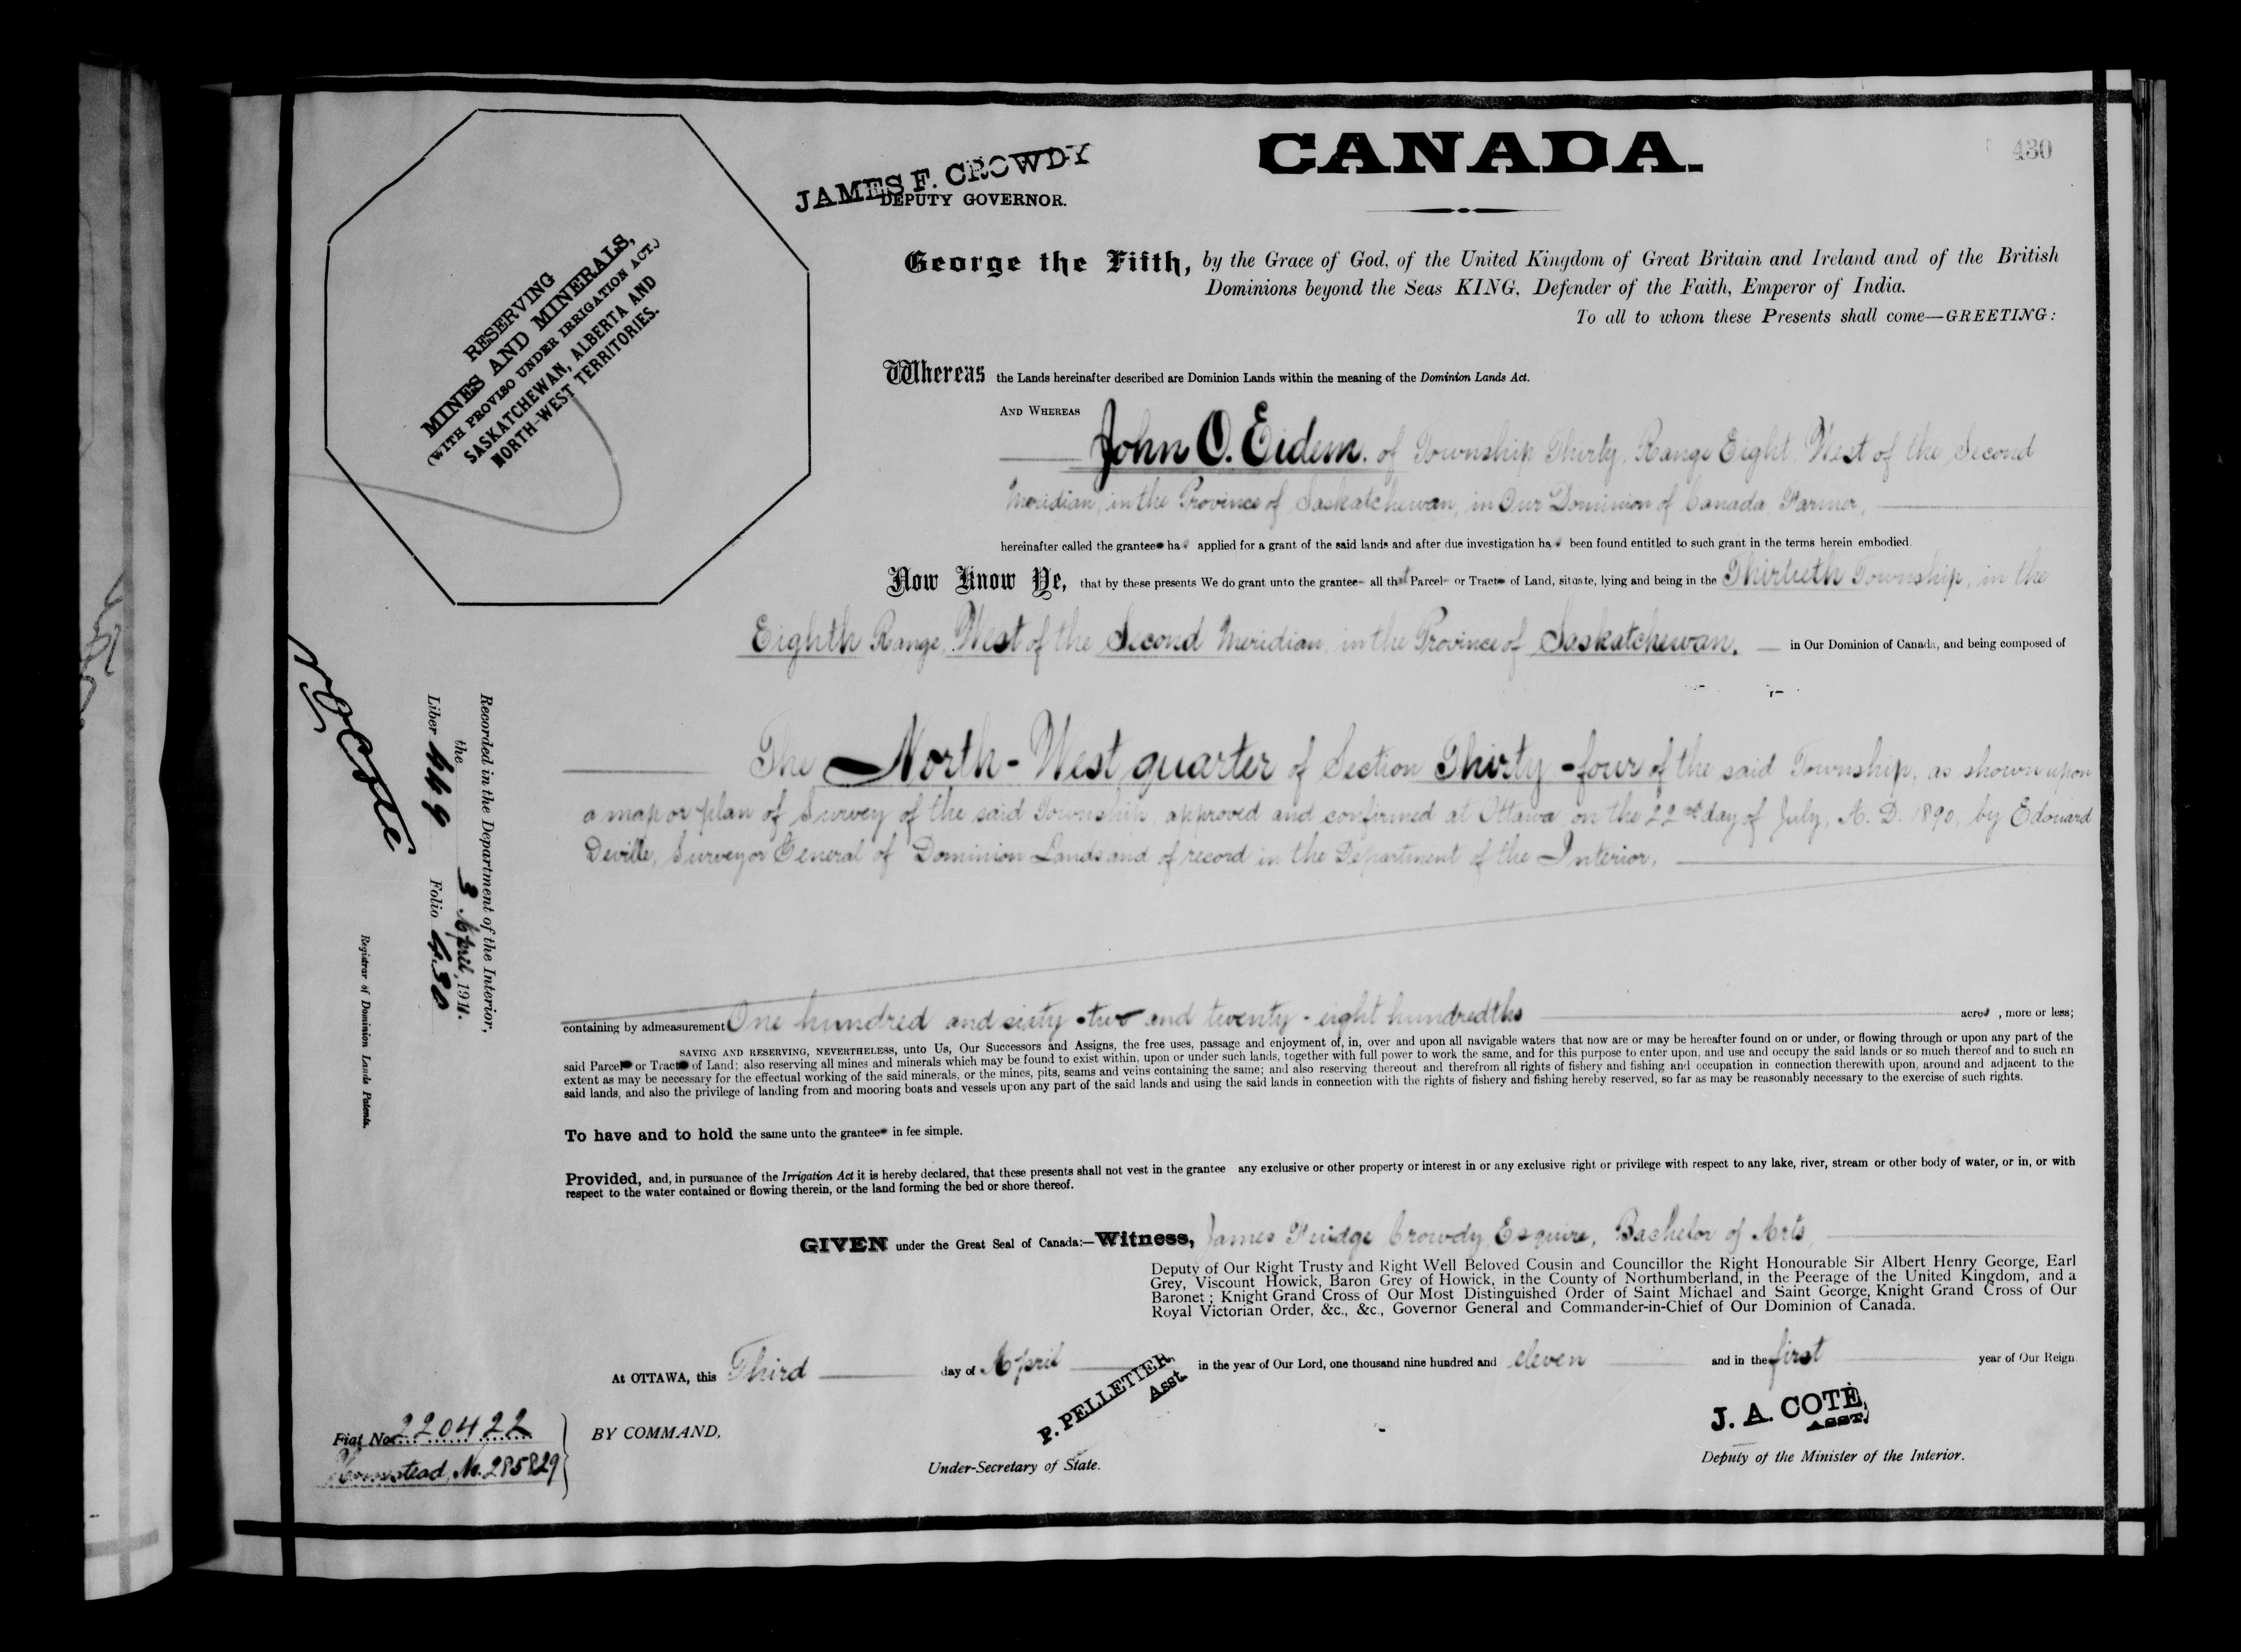 CANADA.
430
JAMES F. CROWDY
DEPUTY GOVERNOR.
RESERVING
MINES AND MINERALS,
(WITH PROVISO UNDER IRRIGATION ACT.)
SASKATCHEWAN, ALBERTA AND
NORTH-WEST TERRITORIES.
George the Fifth, by the Grace of God, of the United Kingdom of Great Britain and Ireland and of the British
Dominions beyond the Seas KING, Defender of the Faith, Emperor of India.
To all to whom these Presents shall come—GREETING:
Whereas the Lands hereinafter described are Dominion Lands within the meaning of the Dominion Lands Act.
AND WHEREAS
John O. Eidem. of Township Thirty, Range Eight, West of the Second
Meridian, in the Province of Saskatchewan, in Our Dominion of Canada, Farmer,
hereinafter called the grantee ha applied for a grant of the said lands and after due investigation ha been found entitled to such grant in the terms herein embodied.
Now Know Ye, that by these presents We do grant unto the grantee all that Parcel or Tract of Land, situate, lying and being in the Thirtieth Township, in the
Eighth Range, West of the Second Meridian, in the Province of Saskatchewan. in Our Dominion of Canada, and being composed of
The North-West quarter of Section Thirty-four of the said Township, as shown upon
a map or plan of Survey of the said Township, approved and confirmed at Ottawa on the 22nd day of July, A. D. 1890, by Edouard
Deville, Surveyor General of Dominion Lands and of record in the Department of the Interior,
containing by admeasurement One hundred and sixty-two and twenty-eight hundredths acres, more or less;
SAVING AND RESERVING, NEVERTHELESS, unto Us, Our Successors and Assigns, the free uses, passage and enjoyment of, in, over and upon all navigable waters that now are or may be hereafter found on or under, or flowing through or upon any part of the
said Parcel or Tract of Land; also reserving all mines and minerals which may be found to exist within, upon or under such lands, together with full power to work the same, and for this purpose to enter upon, and use and occupy the said lands or so much thereof and to such an
extent as may be necessary for the effectual working of the said minerals, or the mines, pits, seams and veins containing the same; and also reserving thereout and therefrom all rights of fishery and fishing and occupation in connection therewith upon, around and adjacent to the
said lands, and also the privilege of landing from and mooring boats and vessels upon any part of the said lands and using the said lands in connection with the rights of fishery and fishing hereby reserved, so far as may be reasonably necessary to the exercise of such rights.
To have and to hold the same unto the grantee in fee simple.
Provided, and, in pursuance of the Irrigation Act it is hereby declared, that these presents shall not vest in the grantee any exclusive or other property or interest in or any exclusive right or privilege with respect to any lake, river, stream or other body of water, or in, or with
respect to the water contained or flowing therein, or the land forming the bed or shore thereof.
GIVEN under the Great Seal of Canada:—Witness, James Fluidge Crowdy, Esquire, Bachelor of Arts,
Deputy of Our Right Trusty and Right Well Beloved Cousin and Councillor the Right Honourable Sir Albert Henry George, Earl
Grey, Viscount Howick, Baron Grey of Howick, in the County of Northumberland, in the Peerage of the United Kingdom, and a
Baronet; Knight Grand Cross of Our Most Distinguished Order of Saint Michael and Saint George, Knight Grand Cross of Our
Royal Victorian Order, &c., &c., Governor General and Commander-in-Chief of Our Dominion of Canada.
At OTTAWA, this Third day of April in the year of Our Lord, one thousand nine hundred and eleven and in the first year of Our Reign
BY COMMAND,
P. PELLETIER,
Asst.
Under-Secretary of State.
J. A. COTÉ,
ASST.
Deputy of the Minister of the Interior.
Fiat No. 220422
Homestead, No. 285829
Recorded in the Department of the Interior,
the 3 April, 1911.
Liber 449 Folio 430
Registrar of Dominion Lands Patents.